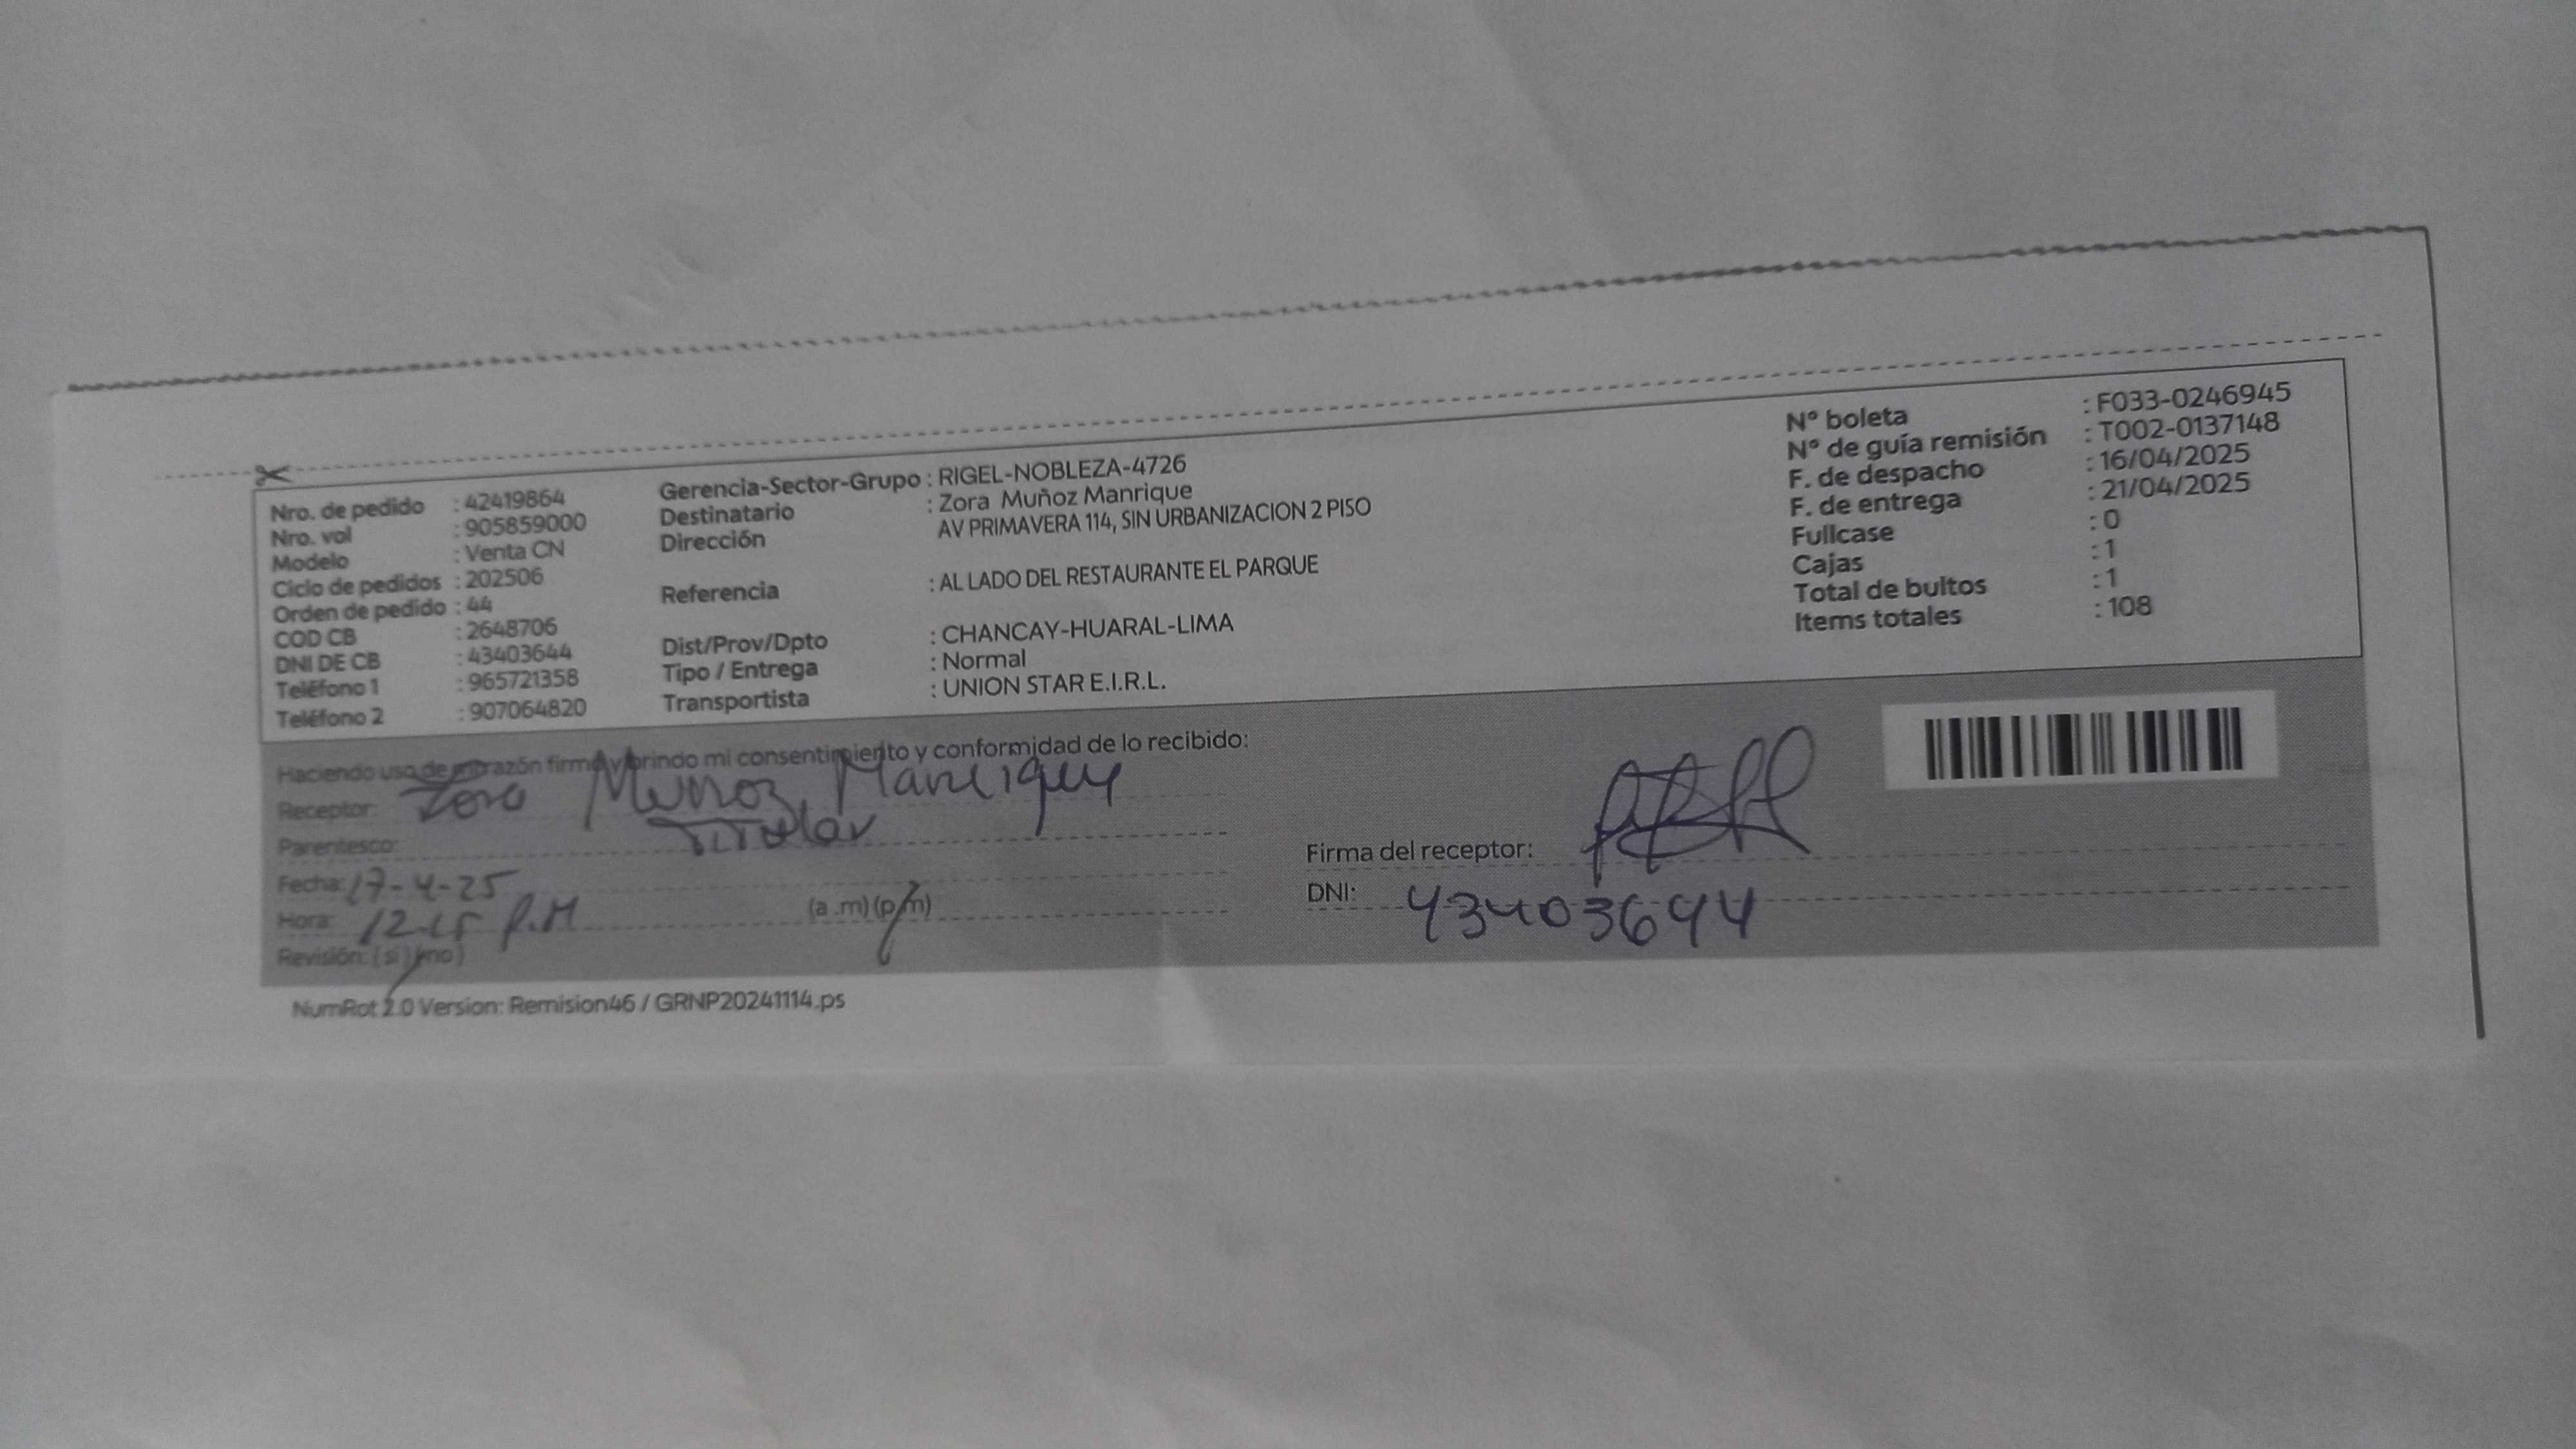 Nro. de pedido : 42419864
Nro. vol : 905859000
Modelo : Venta CN
Ciclo de pedidos : 202506
Orden de pedido : 44
COD CB : 2648706
DNI DE CB : 43403644
Teléfono 1 : 965721358
Teléfono 2 : 907064820
Gerencia-Sector-Grupo : RIGEL-NOBLEZA-4726
Destinatario : Zora Muñoz Manrique
Dirección AV PRIMAVERA 114, SIN URBANIZACION 2 PISO
Referencia : AL LADO DEL RESTAURANTE EL PARQUE
Dist/Prov/Dpto : CHANCAY-HUARAL-LIMA
Tipo / Entrega : Normal
Transportista : UNION STAR E.I.R.L.
Nº boleta : F033-0246945
Nº de guía remisión : T002-0137148
F. de despacho : 16/04/2025
F. de entrega : 21/04/2025
Fullcase : 0
Cajas : 1
Total de bultos : 1
Items totales : 108
Haciendo uso de mi razón firmo y brindo mi consentimiento y conformidad de lo recibido:
Receptor: Zora Muñoz Manrique
Parentesco: Titular
Fecha: 17-4-25
Hora: 12.15 P.M (a.m) (p/m)
Revisión: (si) (no)
Firma del receptor:
DNI: 43403644
NumRot 2.0 Version: Remision46 / GRNP20241114.ps